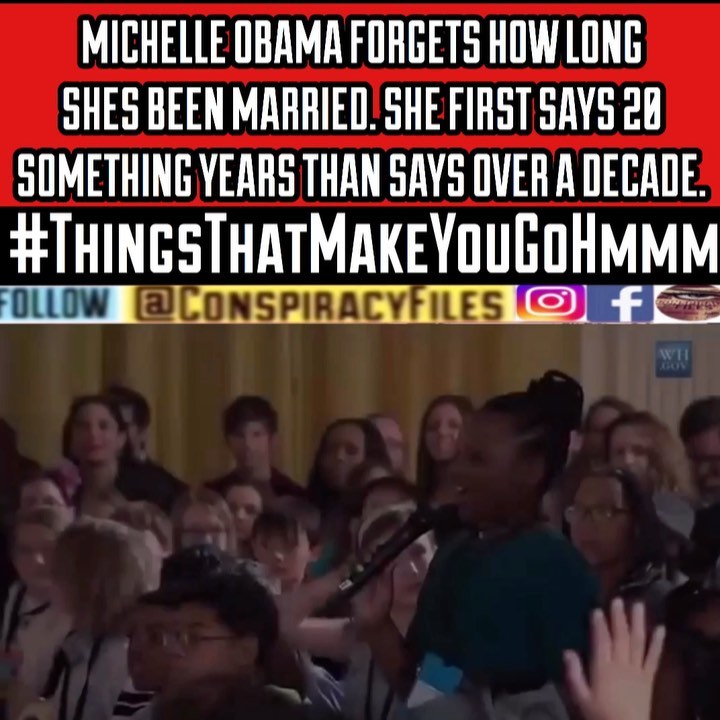 MICHELLE OBAMA FORGETS HOW LONG
SHES BEEN MARRIED. SHE FIRST SAYS 20
SOMETHING YEARS THAN SAYS OVER A DECADE.
#THINGSTHATMAKEYOUGOHMMM
FOLLOW @CONSPIRACYFILES f
WH
.GOV